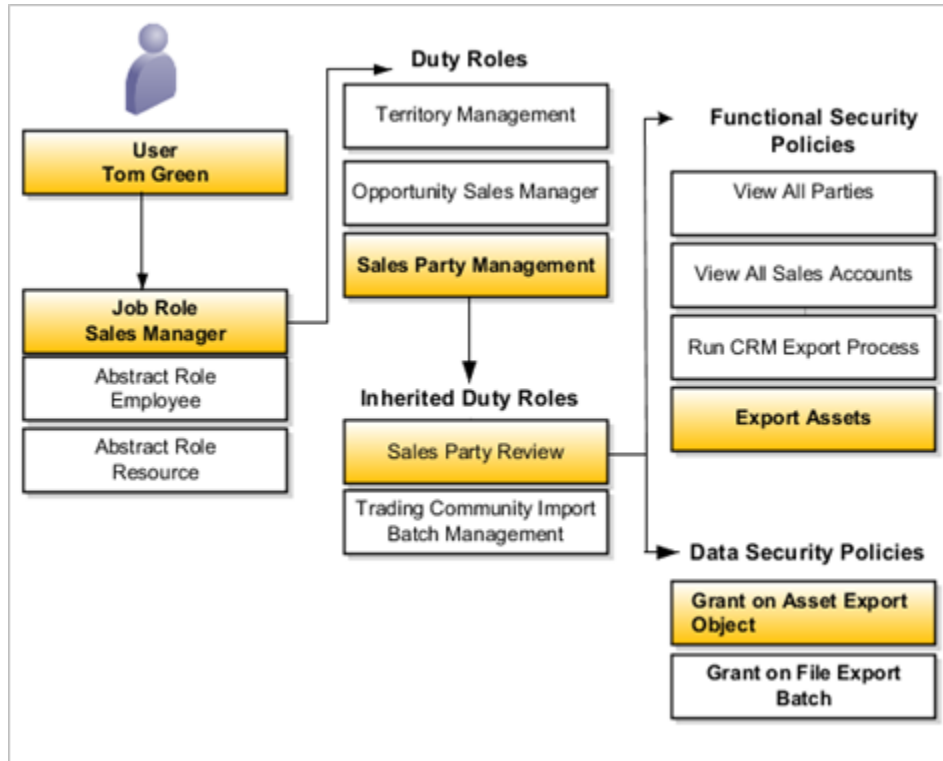 User
Tom Green
Job Role
Sales Manager
Abstract Role
Employee
Abstract Role
Resource
Duty Roles
Territory Management
Opportunity Sales Manager
Sales Party Management
Inherited Duty Roles
Sales Party Review
Trading Community Import
Batch Management
Functional Security
Policies
View All Parties
View All Sales Accounts
Run CRM Export Process
Export Assets
Data Security Policies
Grant on Asset Export
Object
Grant on File Export
Batch